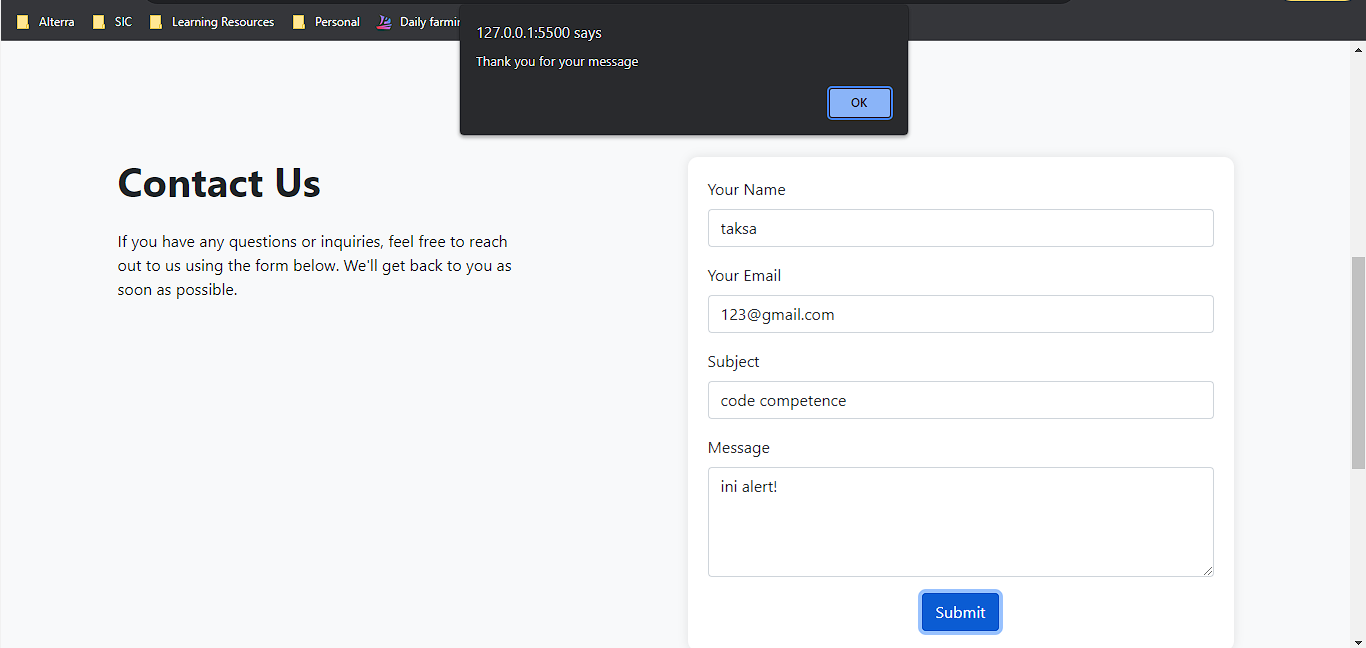 Alterra SIC Learning Resources Personal Daily farmin
127.0.0.1:5500 says
Thank you for your message
OK
Contact Us
If you have any questions or inquiries, feel free to reach
out to us using the form below. We'll get back to you as
soon as possible.
Your Name
taksa
Your Email
123@gmail.com
Subject
code competence
Message
ini alert!
Submit